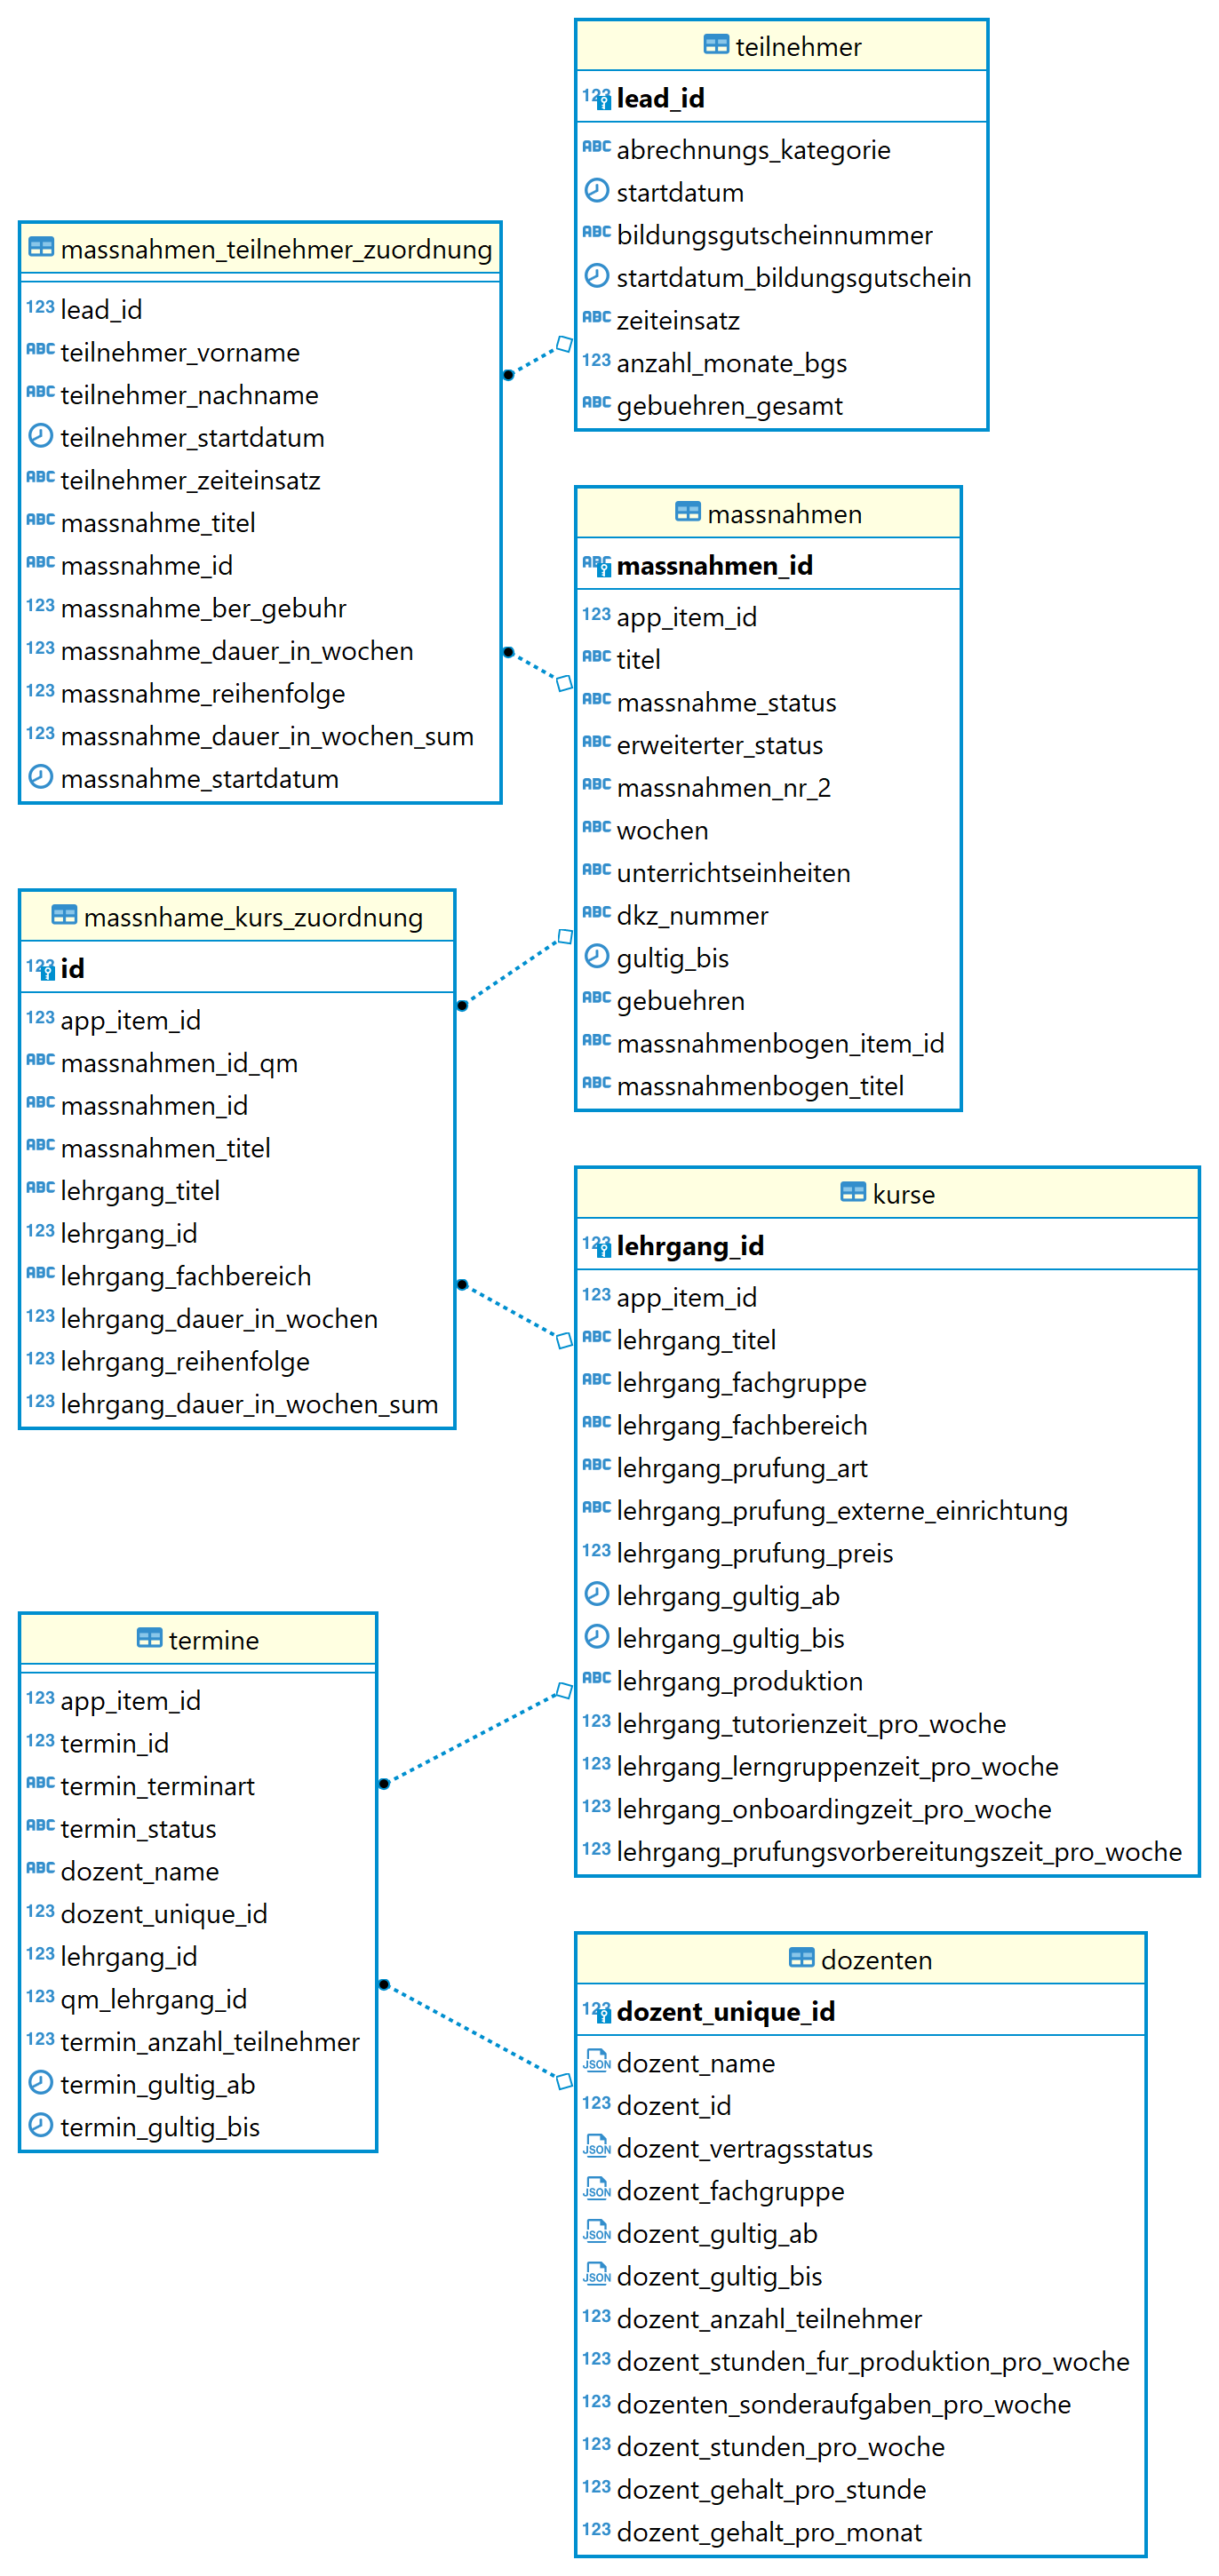 teilnehmer
123 lead_id
ABC abrechnungs_kategorie
startdatum
ABC bildungsgutscheinnummer
startdatum_bildungsgutschein
ABC zeiteinsatz
123 anzahl_monate_bgs
ABC gebuehren_gesamt
massnahmen_teilnehmer_zuordnung
123 lead_id
ABC teilnehmer_vorname
ABC teilnehmer_nachname
teilnehmer_startdatum
ABC teilnehmer_zeiteinsatz
ABC massnahme_titel
ABC massnahme_id
123 massnahme_ber_gebuhr
123 massnahme_dauer_in_wochen
123 massnahme_reihenfolge
123 massnahme_dauer_in_wochen_sum
massnahme_startdatum
massnahmen
ABC massnahmen_id
123 app_item_id
ABC titel
ABC massnahme_status
ABC erweiterter_status
ABC massnahmen_nr_2
ABC wochen
ABC unterrichtseinheiten
ABC dkz_nummer
gultig_bis
ABC gebuehren
ABC massnahmenbogen_item_id
ABC massnahmenbogen_titel
massnhame_kurs_zuordnung
123 id
123 app_item_id
ABC massnahmen_id_qm
ABC massnahmen_id
ABC massnahmen_titel
ABC lehrgang_titel
123 lehrgang_id
ABC lehrgang_fachbereich
123 lehrgang_dauer_in_wochen
123 lehrgang_reihenfolge
123 lehrgang_dauer_in_wochen_sum
kurse
123 lehrgang_id
123 app_item_id
ABC lehrgang_titel
ABC lehrgang_fachgruppe
ABC lehrgang_fachbereich
ABC lehrgang_prufung_art
ABC lehrgang_prufung_externe_einrichtung
123 lehrgang_prufung_preis
lehrgang_gultig_ab
lehrgang_gultig_bis
ABC lehrgang_produktion
123 lehrgang_tutorienzeit_pro_woche
123 lehrgang_lerngruppenzeit_pro_woche
123 lehrgang_onboardingzeit_pro_woche
123 lehrgang_prufungsvorbereitungszeit_pro_woche
termine
123 app_item_id
123 termin_id
ABC termin_terminart
ABC termin_status
ABC dozent_name
123 dozent_unique_id
123 lehrgang_id
123 qm_lehrgang_id
123 termin_anzahl_teilnehmer
termin_gultig_ab
termin_gultig_bis
dozenten
123 dozent_unique_id
JSON dozent_name
123 dozent_id
JSON dozent_vertragsstatus
JSON dozent_fachgruppe
JSON dozent_gultig_ab
JSON dozent_gultig_bis
123 dozent_anzahl_teilnehmer
123 dozent_stunden_fur_produktion_pro_woche
123 dozenten_sonderaufgaben_pro_woche
123 dozent_stunden_pro_woche
123 dozent_gehalt_pro_stunde
123 dozent_gehalt_pro_monat